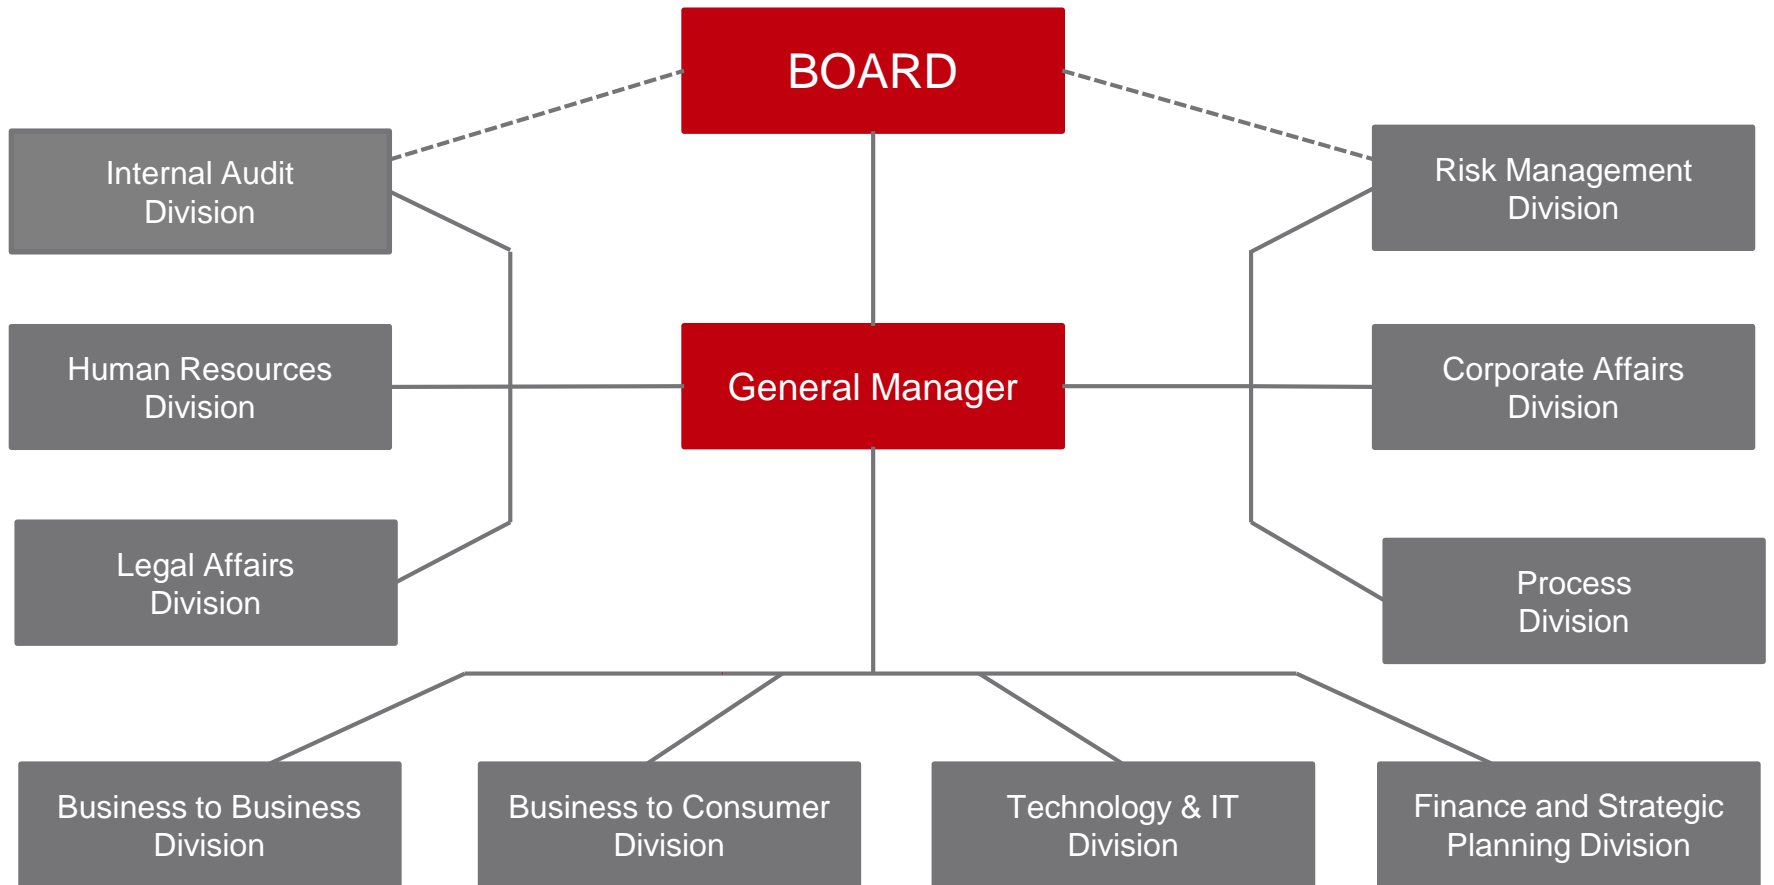 BOARD
Internal Audit
Division
Risk Management
Division
Human Resources
Division
General Manager
Corporate Affairs
Division
Legal Affairs
Division
Process
Division
Business to Business
Division
Business to Consumer
Division
Technology & IT
Division
Finance and Strategic
Planning Division